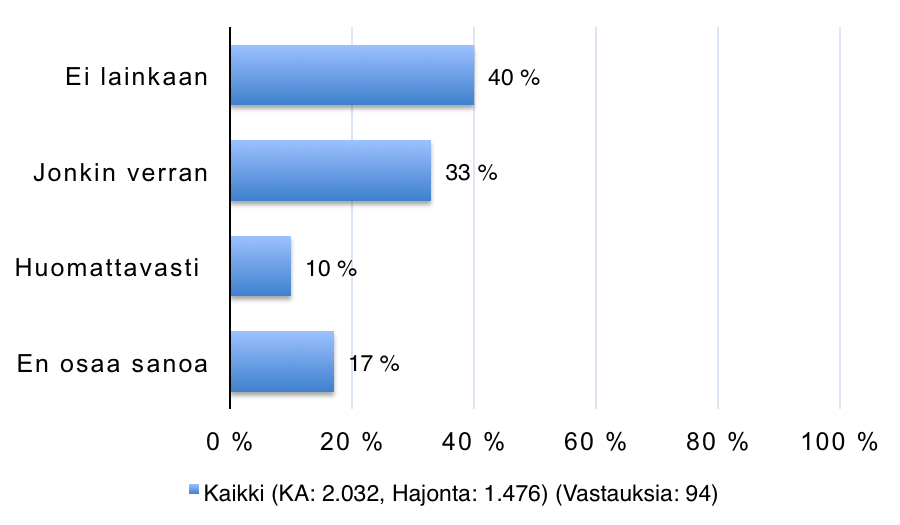 Ei lainkaan 40 %
Jonkin verran 33 %
Huomattavasti 10 %
En osaa sanoa 17 %
0 % 20 % 40 % 60 % 80 % 100 %
Kaikki (KA: 2.032, Hajonta: 1.476) (Vastauksia: 94)